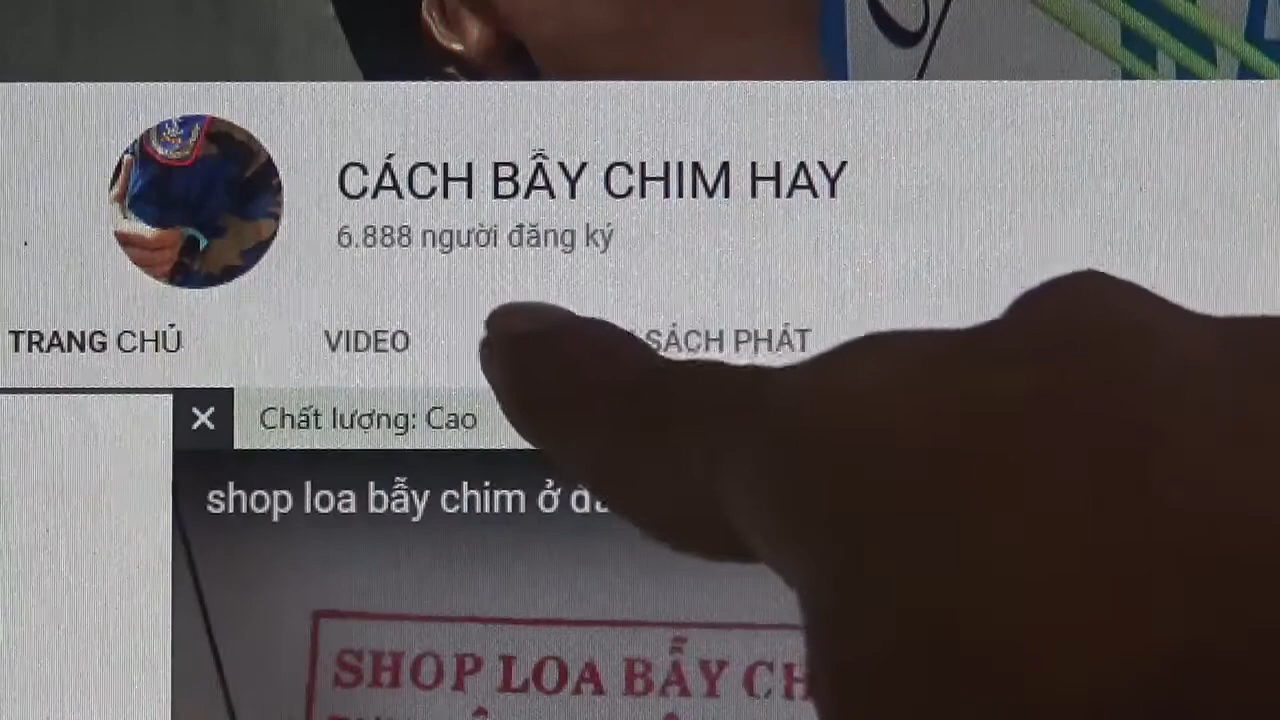 CÁCH BẪY CHIM HAY
6.888 người đăng ký
TRANG CHỦ VIDEO SÁCH PHÁT
× Chất lượng: Cao
shop loa bẫy chim ở
SHOP LOA BẪY CH